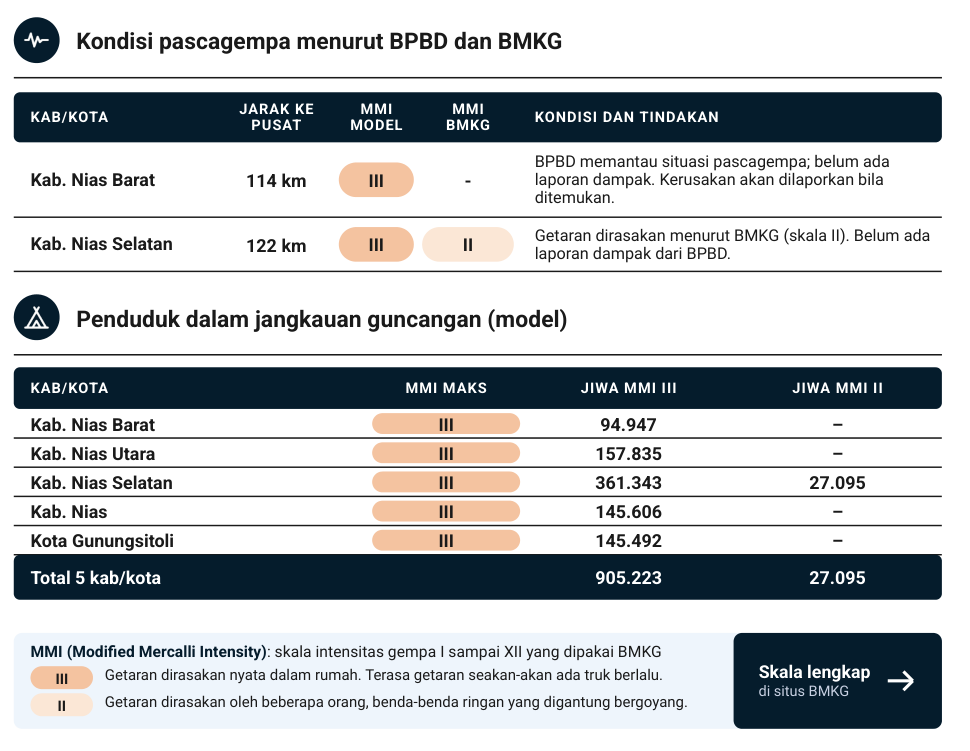 Kondisi pascagempa menurut BPBD dan BMKG
KAB/KOTA JARAK KE PUSAT MMI MODEL MMI BMKG KONDISI DAN TINDAKAN
Kab. Nias Barat 114 km III - BPBD memantau situasi pascagempa; belum ada
laporan dampak. Kerusakan akan dilaporkan bila
ditemukan.
Kab. Nias Selatan 122 km III II Getaran dirasakan menurut BMKG (skala II). Belum ada
laporan dampak dari BPBD.
Penduduk dalam jangkauan guncangan (model)
KAB/KOTA MMI MAKS JIWA MMI III JIWA MMI II
Kab. Nias Barat III 94.947 –
Kab. Nias Utara III 157.835 –
Kab. Nias Selatan III 361.343 27.095
Kab. Nias III 145.606 –
Kota Gunungsitoli III 145.492 –
Total 5 kab/kota 905.223 27.095
MMI (Modified Mercalli Intensity): skala intensitas gempa I sampai XII yang dipakai BMKG
III Getaran dirasakan nyata dalam rumah. Terasa getaran seakan-akan ada truk berlalu.
II Getaran dirasakan oleh beberapa orang, benda-benda ringan yang digantung bergoyang.
Skala lengkap
di situs BMKG